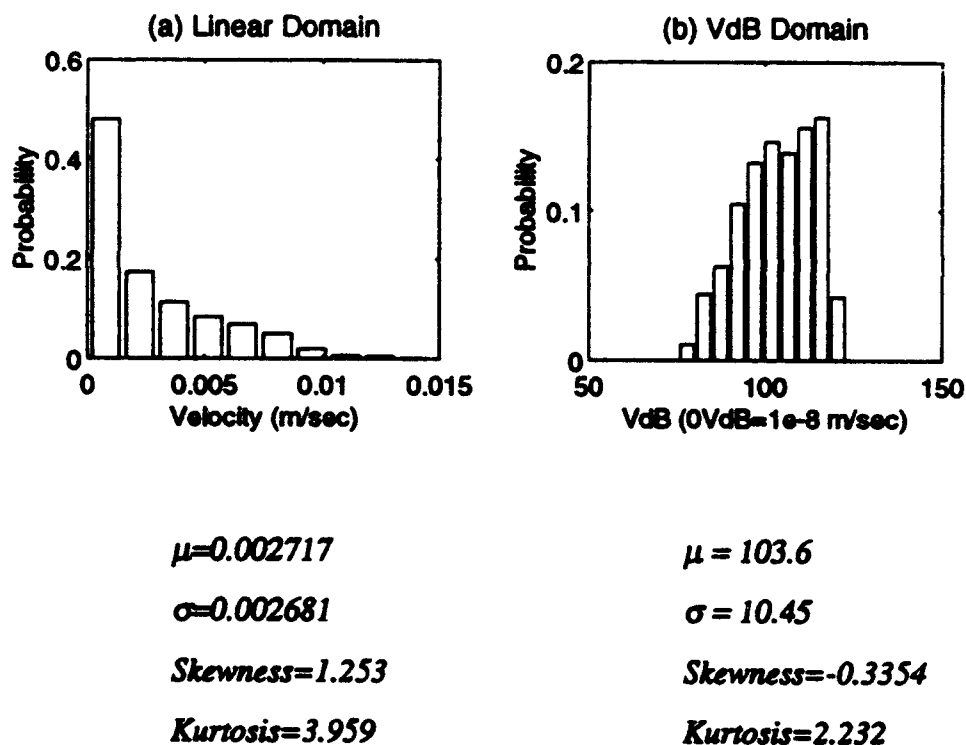 (a) Linear Domain
0.6
0.4
0.2
0
Probability
0
0.005
0.01
0.015
Velocity (m/sec)
(b) VdB Domain
0.2
0.1
0
Probability
50
100
150
VdB (0VdB=1e-8 m/sec)
μ=0.002717
σ=0.002681
Skewness=1.253
Kurtosis=3.959
μ = 103.6
σ = 10.45
Skewness=-0.3354
Kurtosis=2.232